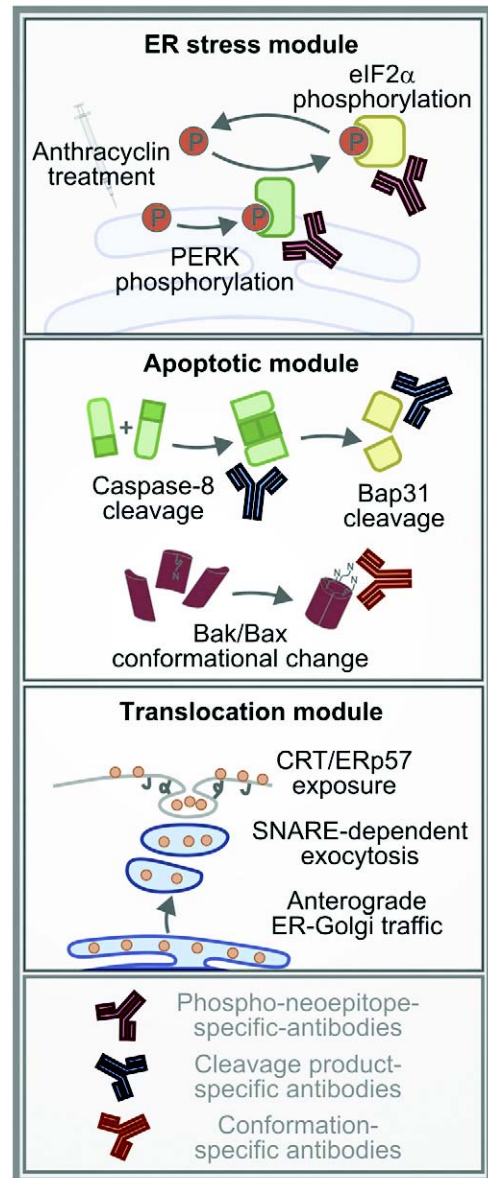 ER stress module
eIF2α
phosphorylation
P
P
Anthracyclin
treatment
P
P
PERK
phosphorylation
Apoptotic module
+
Caspase-8
cleavage
Bap31
cleavage
N
N
N
N
N
Bak/Bax
conformational change
Translocation module
CRT/ERp57
exposure
SNARE-dependent
exocytosis
Anterograde
ER-Golgi traffic
Phospho-neoepitope-
specific-antibodies
Cleavage product-
specific antibodies
Conformation-
specific antibodies